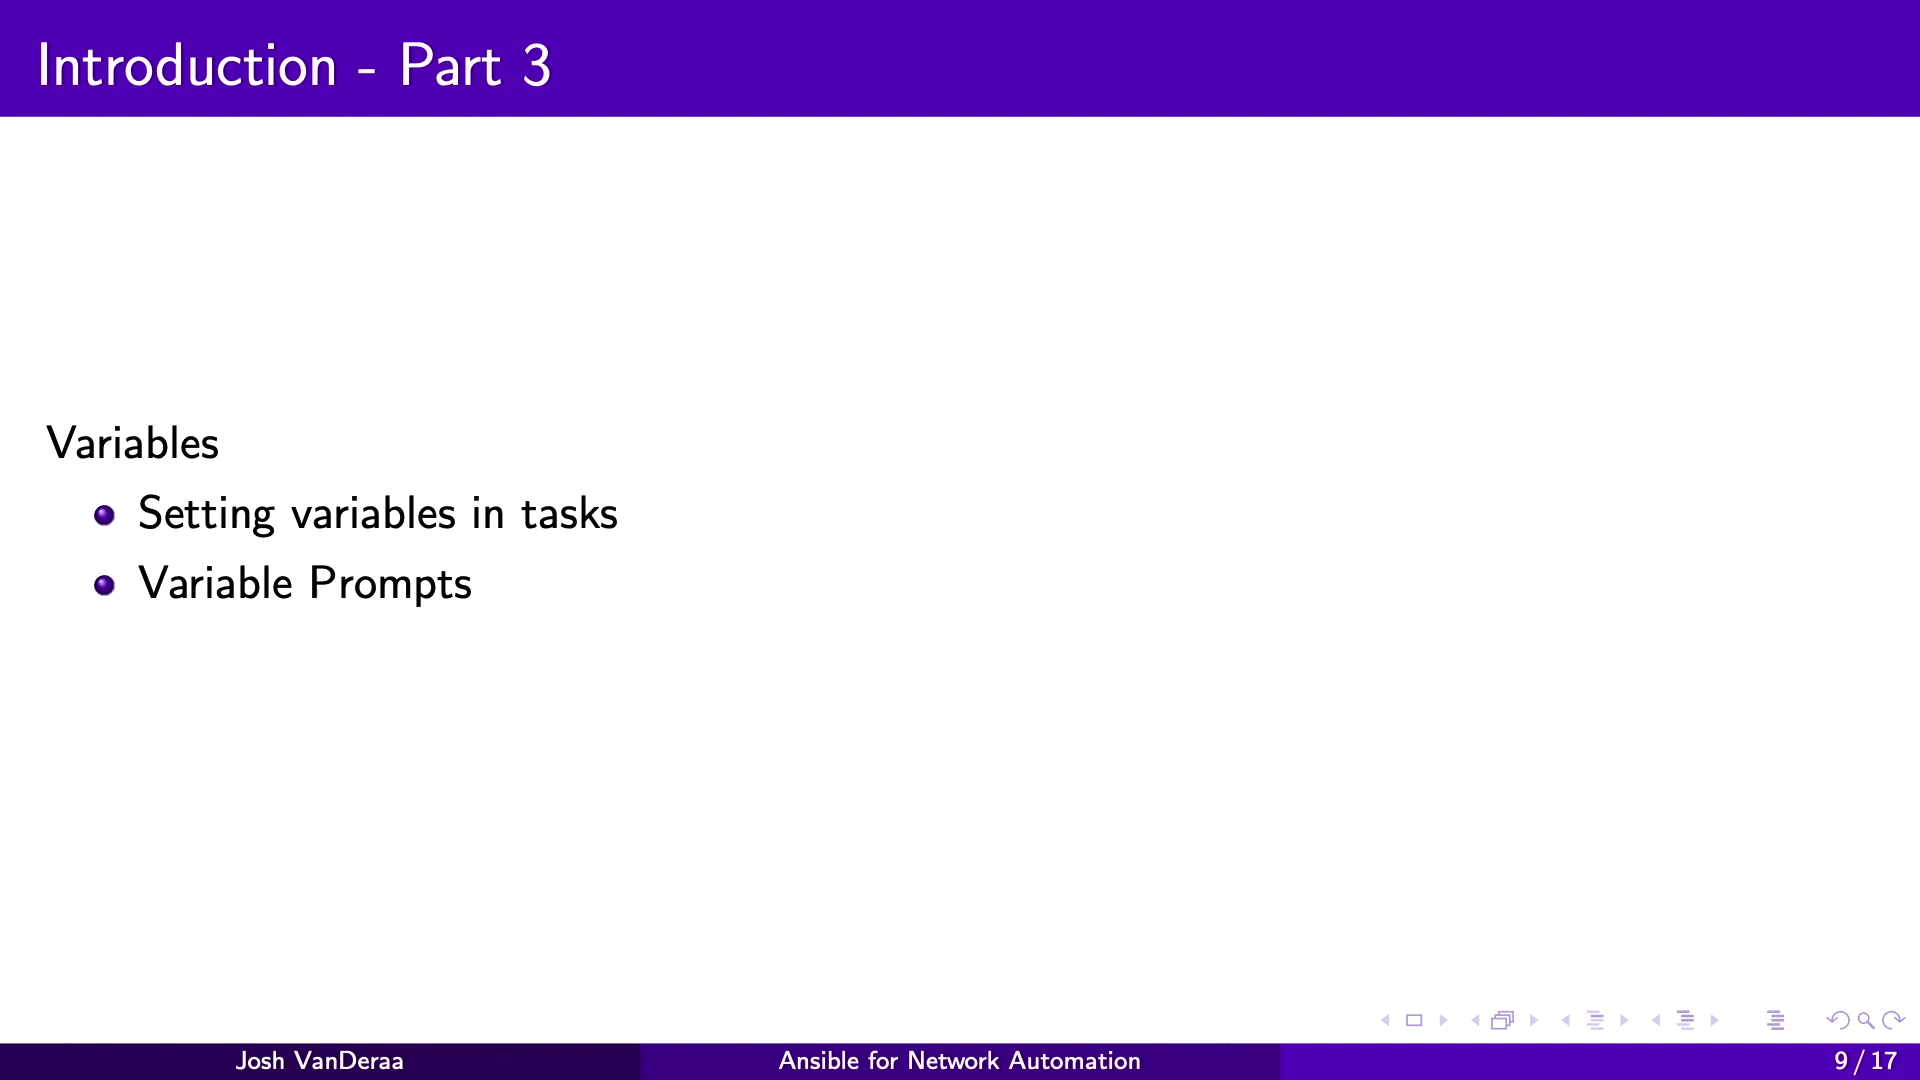 Introduction - Part 3
Variables
Setting variables in tasks
Variable Prompts
Josh VanDeraa
Ansible for Network Automation
9 / 17